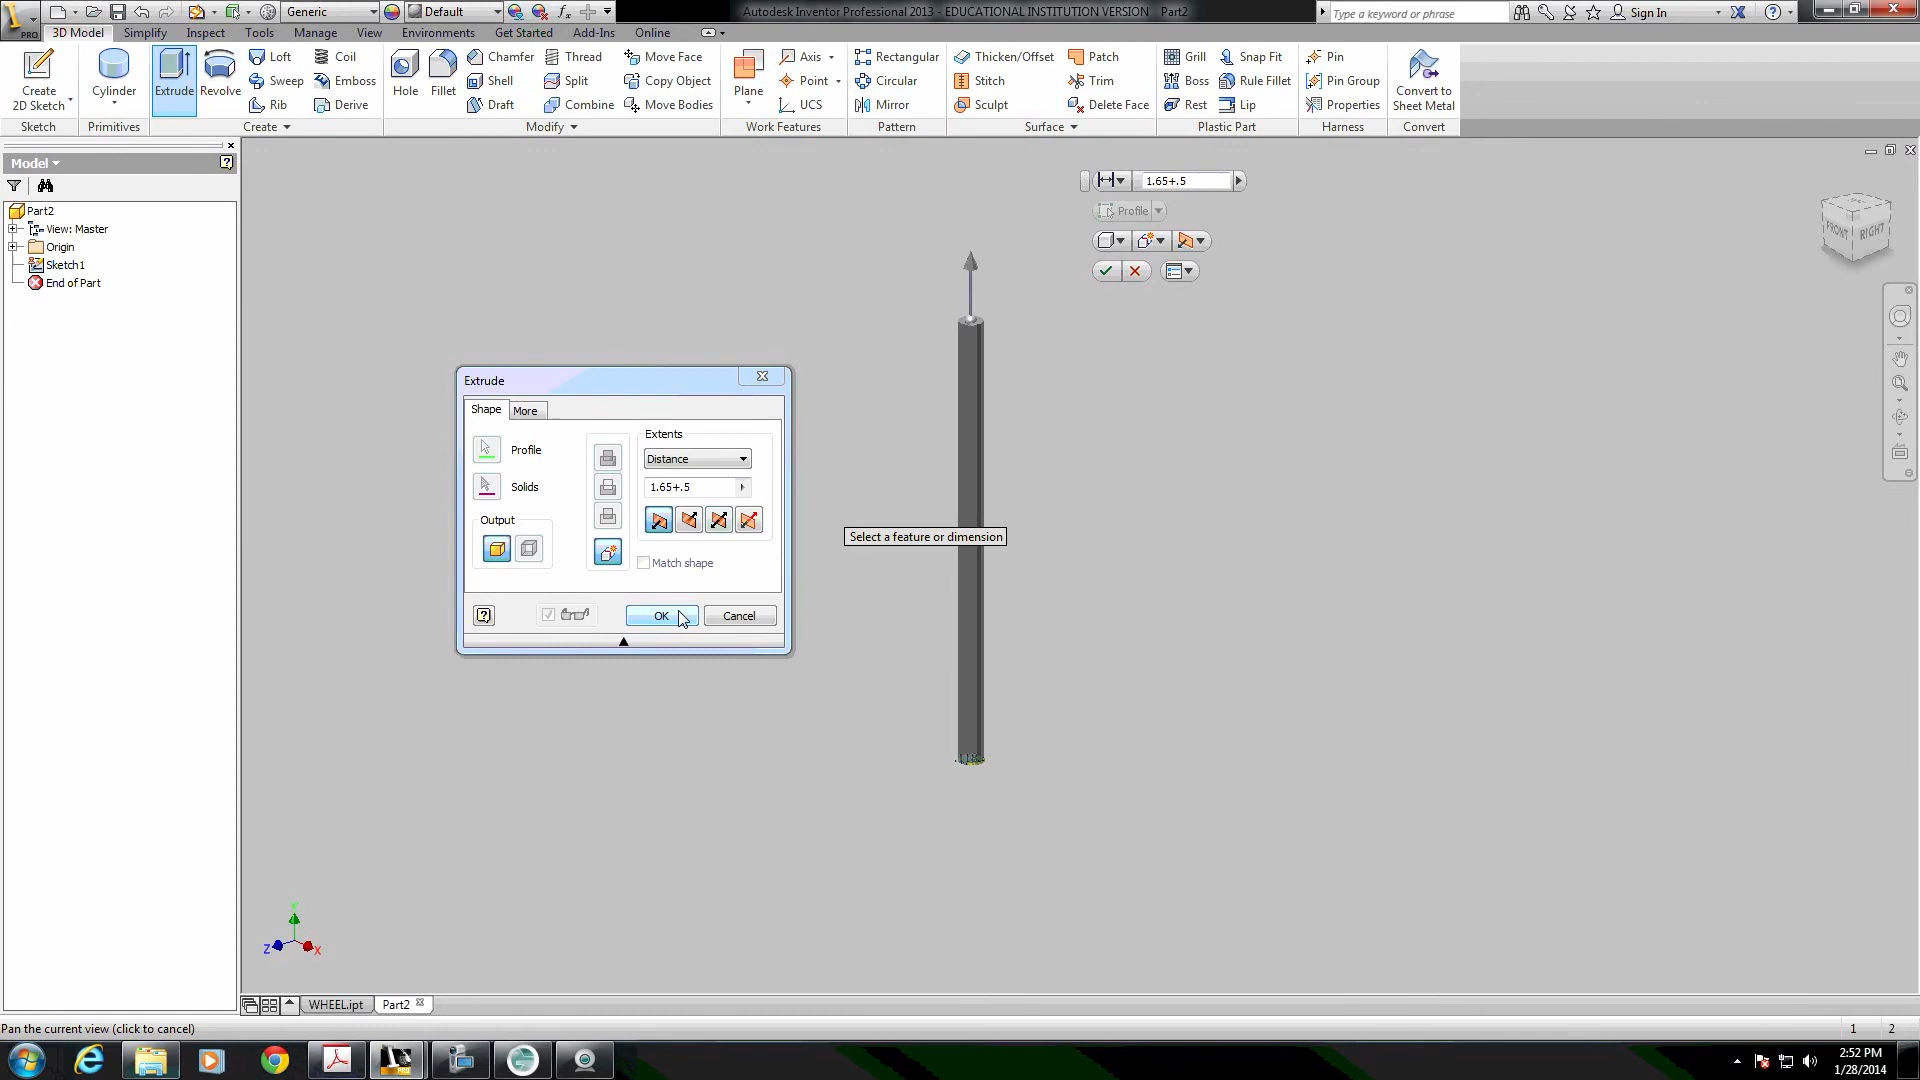 PRO
Generic
Default
Autodesk Inventor Professional 2013 - EDUCATIONAL INSTITUTION VERSION Part2
Type a keyword or phrase
Sign In
3D Model Simplify Inspect Tools Manage View Environments Get Started Add-Ins Online
Create 2D Sketch
Cylinder
Extrude
Revolve
Loft
Sweep
Rib
Coil
Emboss
Derive
Hole
Fillet
Chamfer
Shell
Draft
Thread
Split
Combine
Move Face
Copy Object
Move Bodies
Plane
Axis
Point
UCS
Rectangular
Circular
Mirror
Thicken/Offset
Stitch
Sculpt
Patch
Trim
Delete Face
Grill
Boss
Rest
Snap Fit
Rule Fillet
Lip
Pin
Pin Group
Properties
Convert to Sheet Metal
Sketch Primitives Create Modify Work Features Pattern Surface Plastic Part Harness Convert
Model
Part2
View: Master
Origin
Sketch1
End of Part
1.65+.5
Profile
FRONT RIGHT
Extrude
Shape More
Profile
Solids
Output
Extents
Distance
1.65+.5
Match shape
OK Cancel
Select a feature or dimension
Z X
WHEEL.ipt Part2
Pan the current view (click to cancel)
1 2
2:52 PM
1/28/2014